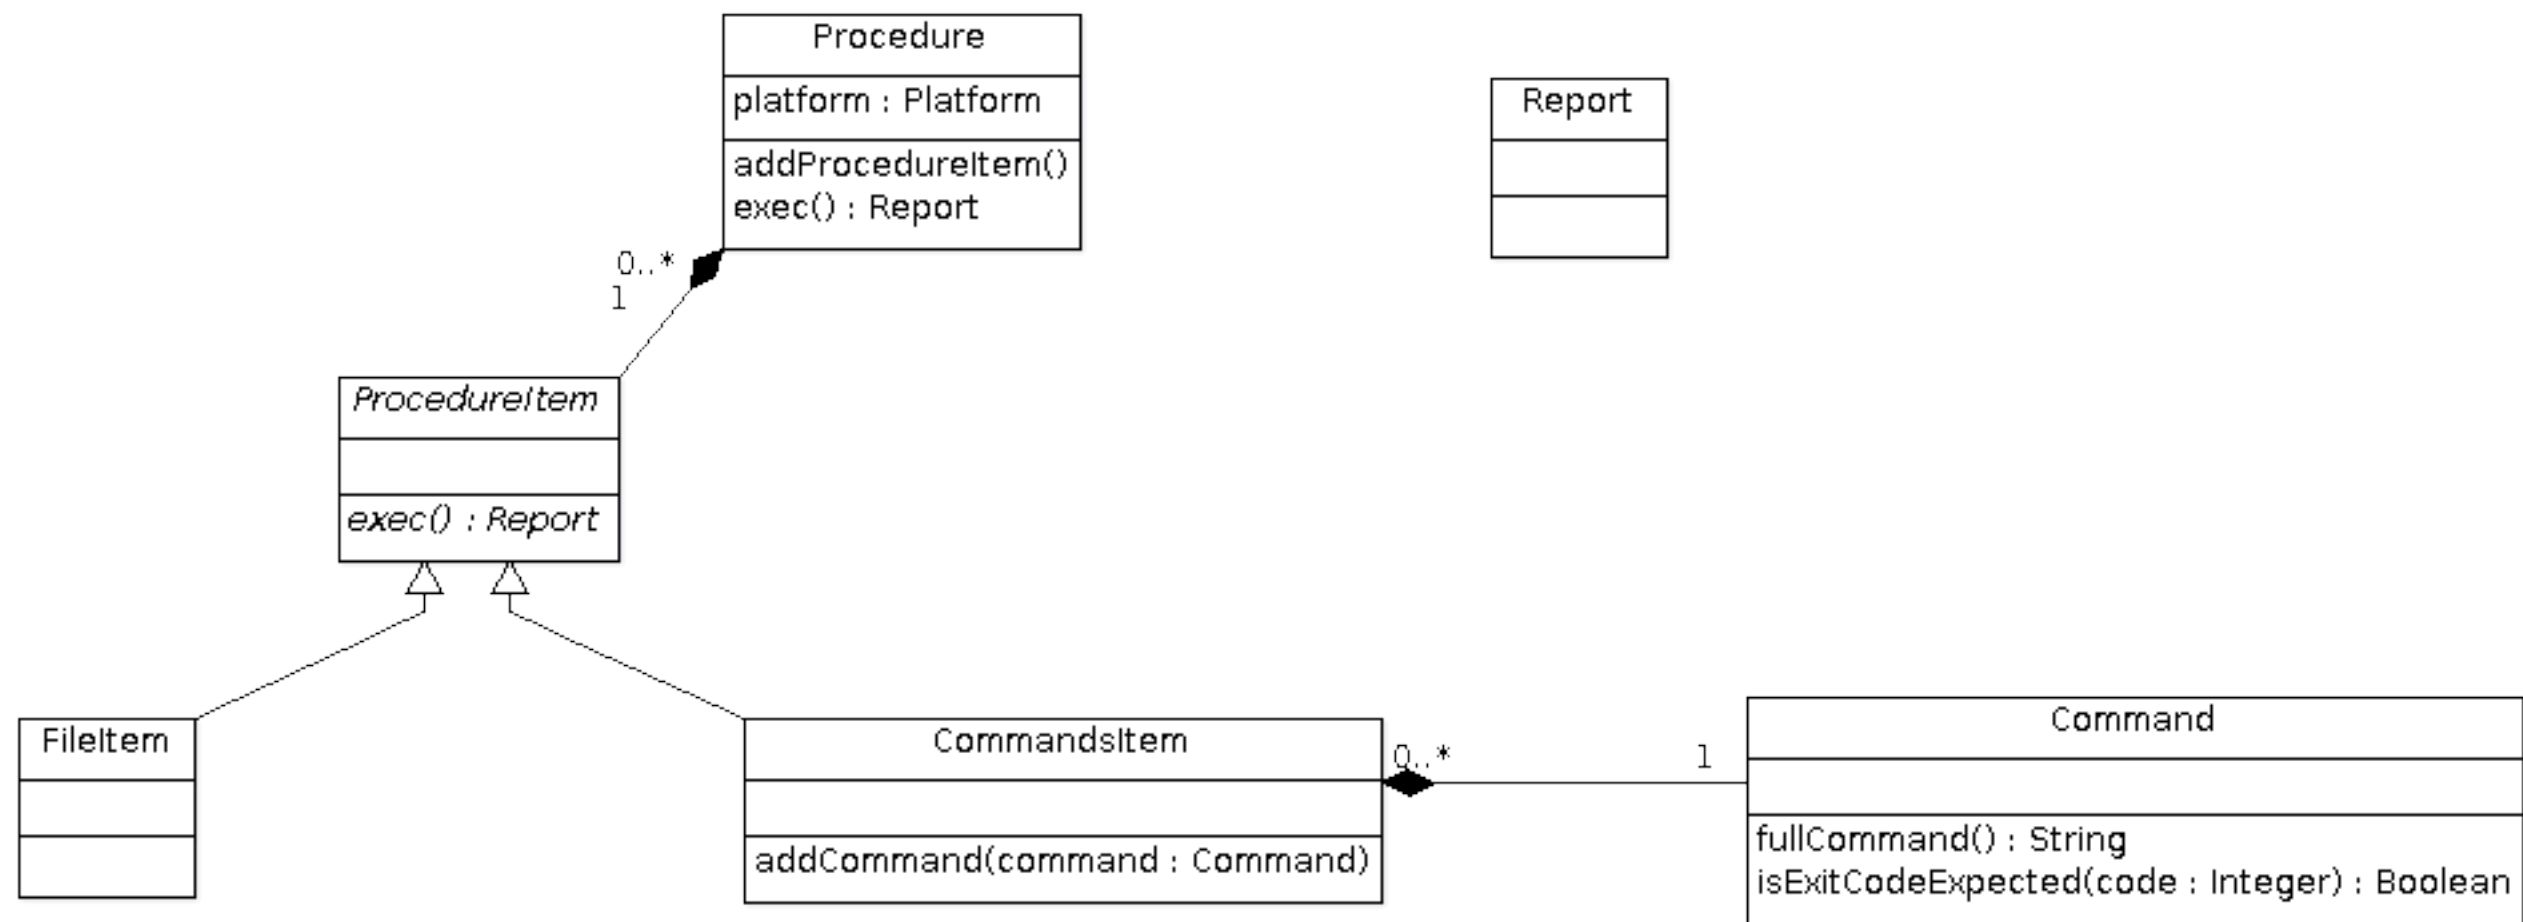 Procedure
platform : Platform
addProcedureItem()
exec() : Report
Report
0..*
1
ProcedureItem
exec() : Report
FileItem
CommandsItem
addCommand(command : Command)
0..*
1
Command
fullCommand() : String
isExitCodeExpected(code : Integer) : Boolean